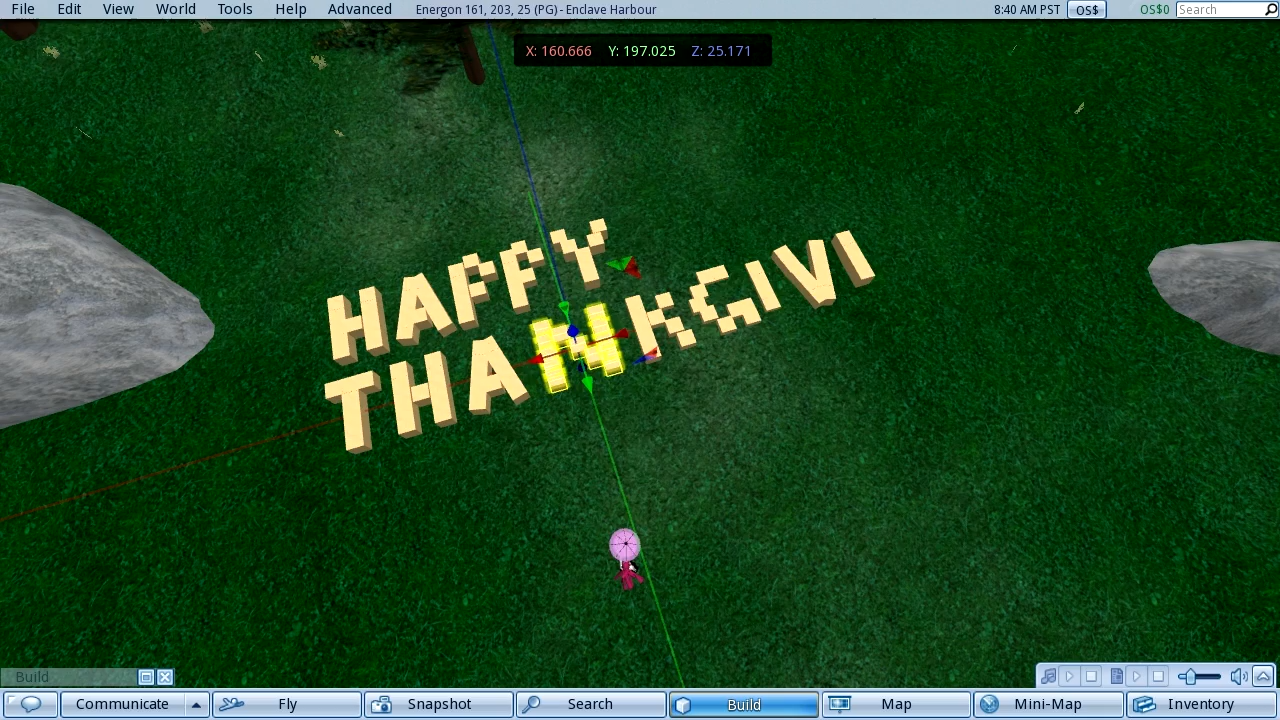 File Edit View World Tools Help Advanced Energon 161, 203, 25 (PG) - Enclave Harbour 8:40 AM PST OS$ OS$0 Search
X: 160.666 Y: 197.025 Z: 25.171
HAPPY
THANKGIVI
Build
Communicate Fly Snapshot Search Build Map Mini-Map Inventory